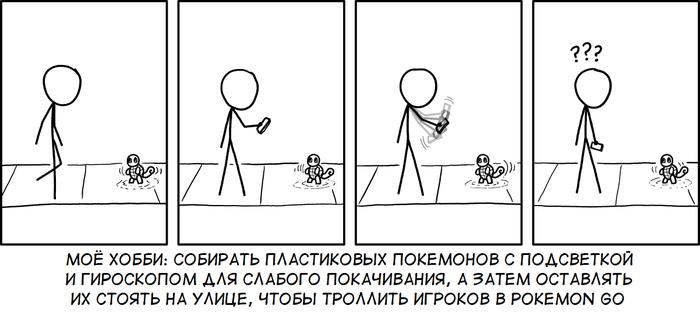 ???
МОЁ ХОББИ: СОБИРАТЬ ПЛАСТИКОВЫХ ПОКЕМОНОВ С ПОДСВЕТКОЙ
И ГИРОСКОПОМ ДЛЯ СЛАБОГО ПОКАЧИВАНИЯ, А ЗАТЕМ ОСТАВЛЯТЬ
ИХ СТОЯТЬ НА УЛИЦЕ, ЧТОБЫ ТРОЛЛИТЬ ИГРОКОВ В POKEMON GO